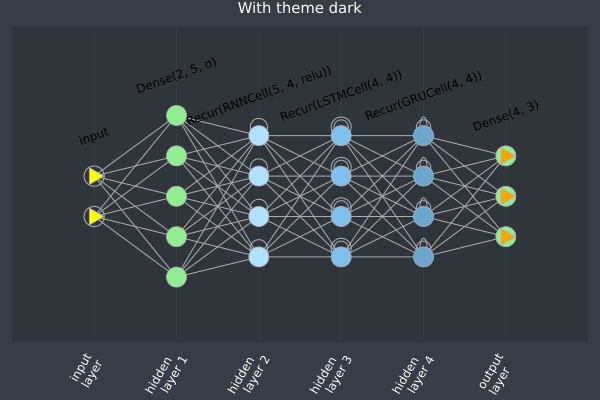 With theme dark
input
Dense(2, 5, σ)
Recur(RNNCell(5, 4, relu))
Recur(LSTMCell(4, 4))
Recur(GRUCell(4, 4))
Dense(4, 3)
input
layer
hidden
layer 1
hidden
layer 2
hidden
layer 3
hidden
layer 4
output
layer